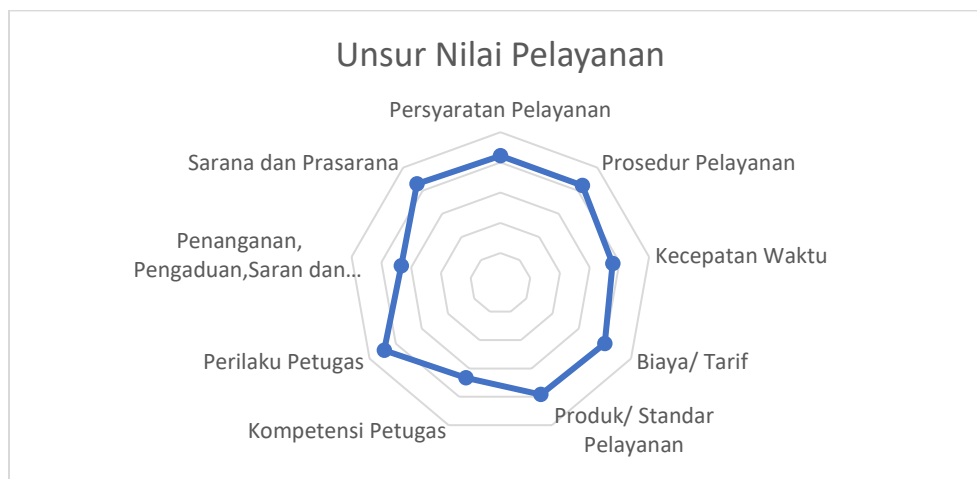 Unsur Nilai Pelayanan
Persyaratan Pelayanan
Prosedur Pelayanan
Kecepatan Waktu
Biaya/ Tarif
Produk/ Standar
Pelayanan
Kompetensi Petugas
Perilaku Petugas
Penanganan,
Pengaduan,Saran dan…
Sarana dan Prasarana